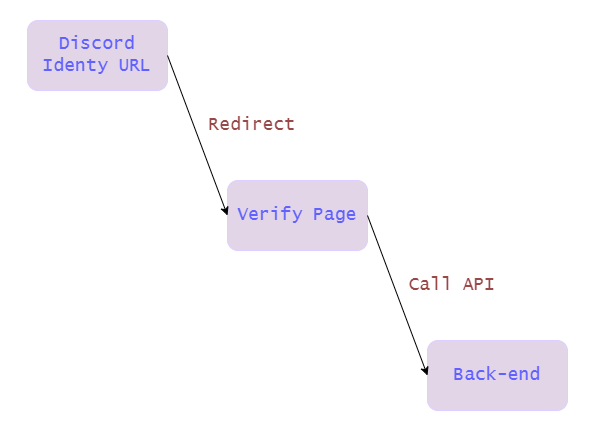 Discord
Identy URL
Redirect
Verify Page
Call API
Back-end